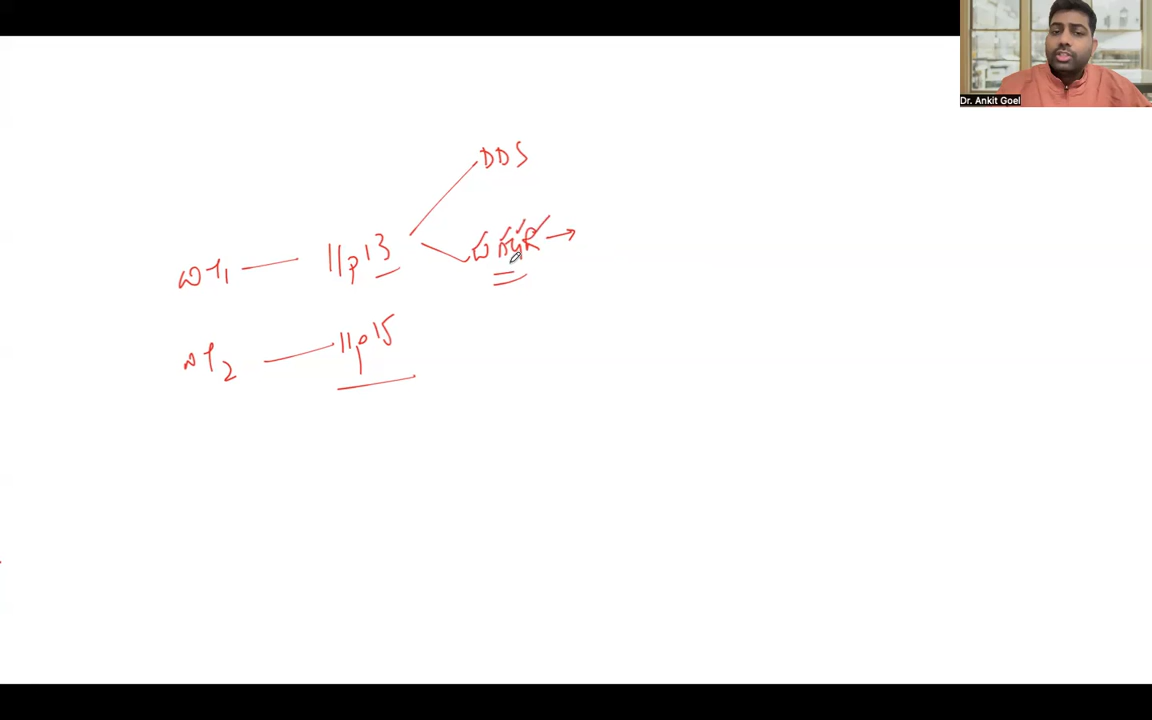 Dr. Ankit Goel
DDS
WAGR →
WT1 — 11p13
WT2 — 11p15